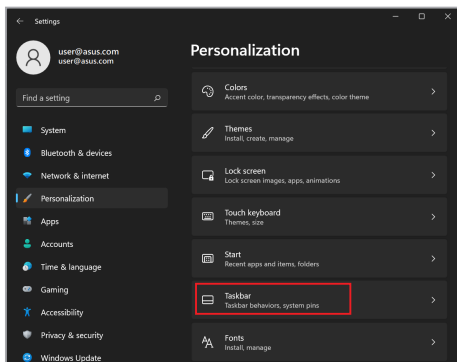 Settings
user@asus.com
user@asus.com
Find a setting
System
Bluetooth & devices
Network & internet
Personalization
Apps
Accounts
Time & language
Gaming
Accessibility
Privacy & security
Windows Update
Personalization
Colors
Accent color, transparency effects, color theme
Themes
Install, create, manage
Lock screen
Lock screen images, apps, animations
Touch keyboard
Themes, size
Start
Recent apps and items, folders
Taskbar
Taskbar behaviors, system pins
Fonts
Install, manage